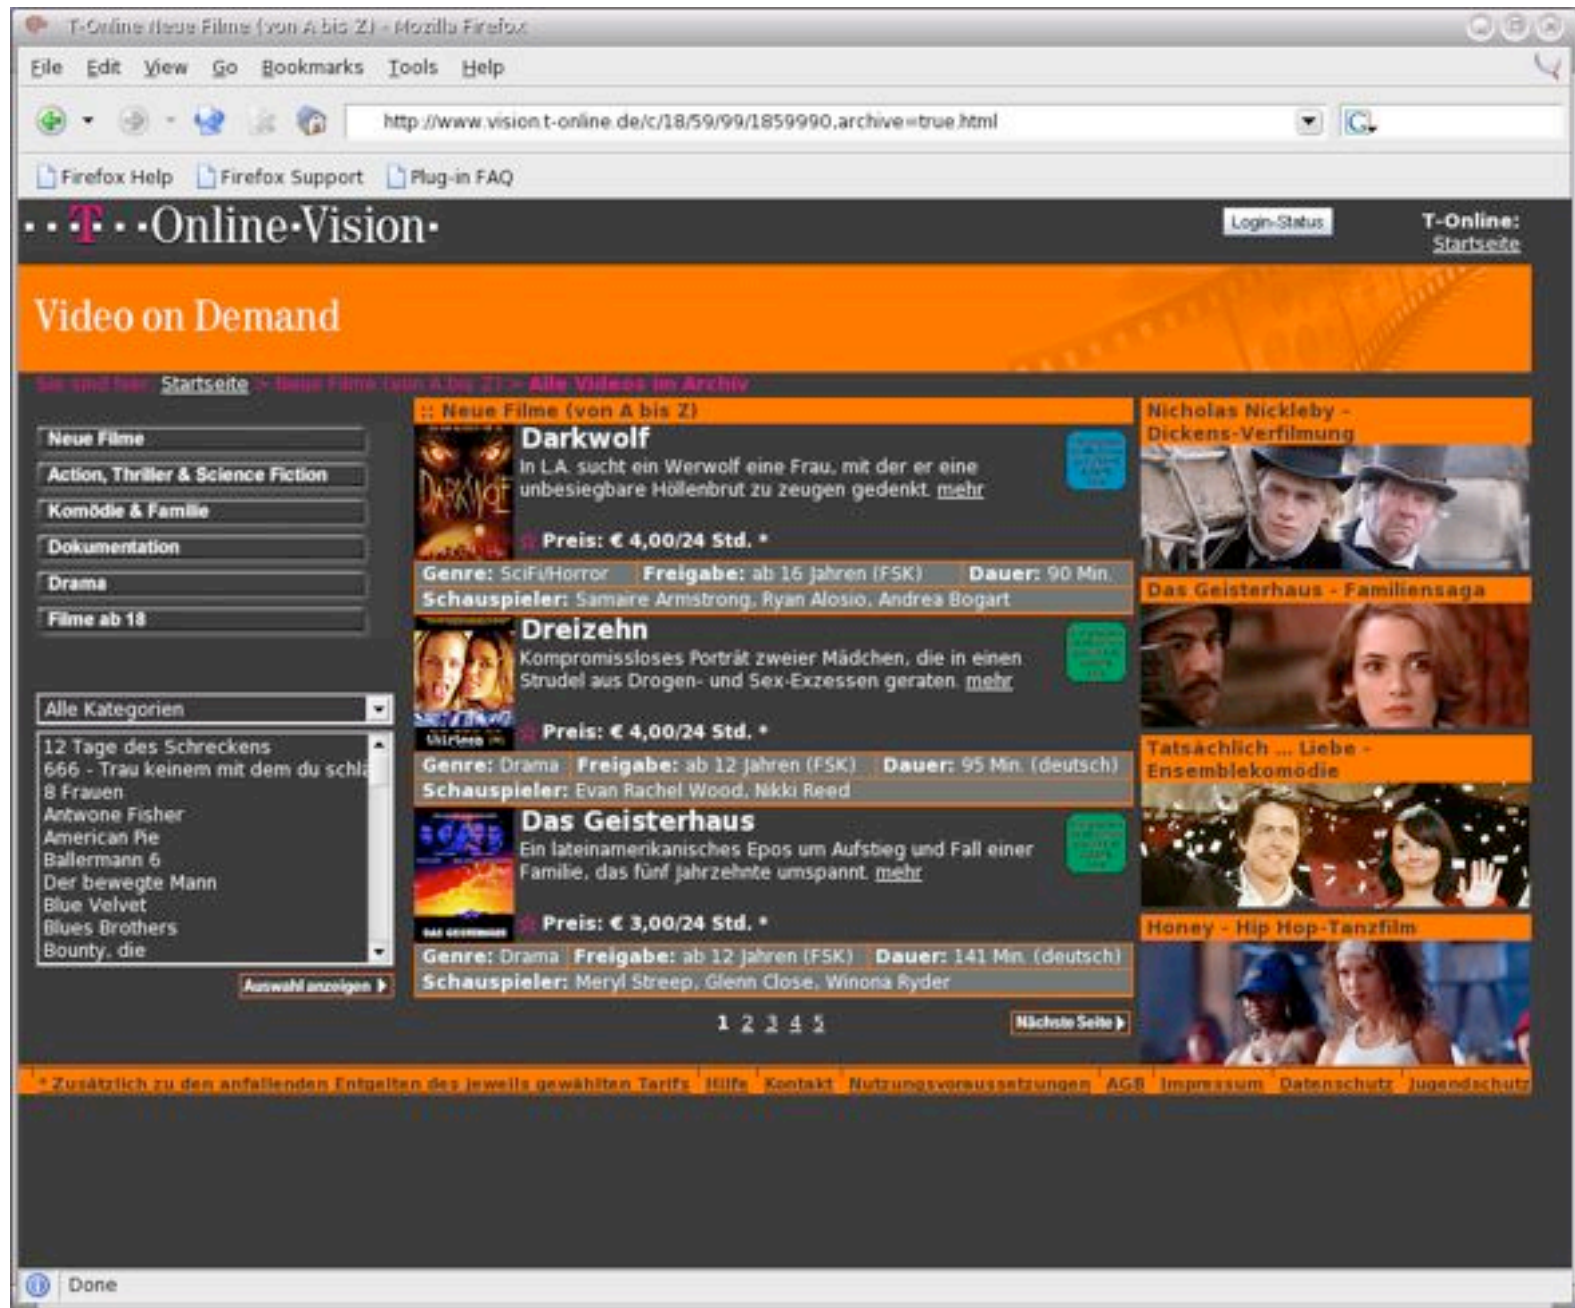 T-Online Neue Filme (von A bis Z) - Mozilla Firefox
File Edit View Go Bookmarks Tools Help
http://www.vision.t-online.de/c/18/59/99/1859990,archive=true.html
Firefox Help Firefox Support Plug-in FAQ
···T···Online·Vision·
Login-Status
T-Online:
Startseite
Video on Demand
Sie sind hier: Startseite > Neue Filme (von A bis Z) > Alle Videos im Archiv
Neue Filme
Action, Thriller & Science Fiction
Komödie & Familie
Dokumentation
Drama
Filme ab 18
Alle Kategorien
12 Tage des Schreckens
666 - Trau keinem mit dem du schla
8 Frauen
Antwone Fisher
American Pie
Ballermann 6
Der bewegte Mann
Blue Velvet
Blues Brothers
Bounty, die
Auswahl anzeigen
:: Neue Filme (von A bis Z)
DARKWOLF
Darkwolf
In L.A. sucht ein Werwolf eine Frau, mit der er eine
unbesiegbare Höllenbrut zu zeugen gedenkt. mehr
Preis: € 4,00/24 Std. *
Genre: SciFi/Horror Freigabe: ab 16 Jahren (FSK) Dauer: 90 Min.
Schauspieler: Samaire Armstrong, Ryan Alosio, Andrea Bogart
thirteen
Dreizehn
Kompromissloses Porträt zweier Mädchen, die in einen
Strudel aus Drogen- und Sex-Exzessen geraten. mehr
Preis: € 4,00/24 Std. *
Genre: Drama Freigabe: ab 12 Jahren (FSK) Dauer: 95 Min. (deutsch)
Schauspieler: Evan Rachel Wood, Nikki Reed
DAS GEISTERHAUS
Das Geisterhaus
Ein lateinamerikanisches Epos um Aufstieg und Fall einer
Familie, das fünf Jahrzehnte umspannt. mehr
Preis: € 3,00/24 Std. *
Genre: Drama Freigabe: ab 12 Jahren (FSK) Dauer: 141 Min. (deutsch)
Schauspieler: Meryl Streep, Glenn Close, Winona Ryder
1 2 3 4 5
Nächste Seite
Nicholas Nickleby -
Dickens-Verfilmung
Das Geisterhaus - Familiensaga
Tatsächlich ... Liebe -
Ensemblekomödie
Honey - Hip Hop-Tanzfilm
* Zusätzlich zu den anfallenden Entgelten des jeweils gewählten Tarifs Hilfe Kontakt Nutzungsvoraussetzungen AGB Impressum Datenschutz Jugendschutz
Done